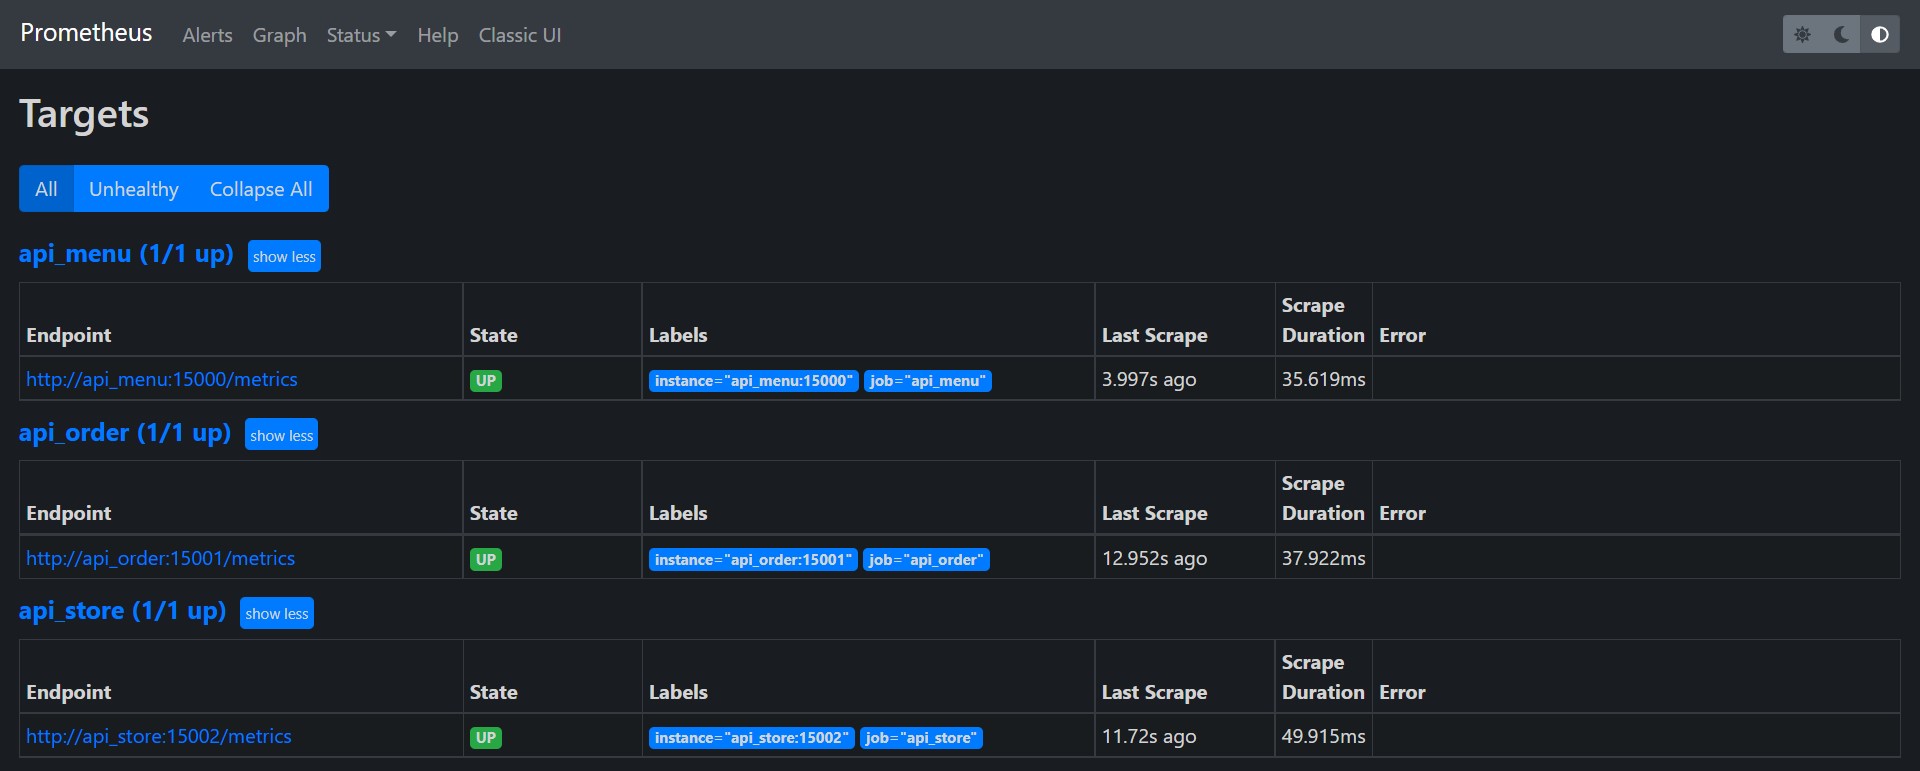 Prometheus Alerts Graph Status Help Classic UI
Targets
All Unhealthy Collapse All
api_menu (1/1 up) show less
Endpoint State Labels Last Scrape Scrape Duration Error
http://api_menu:15000/metrics UP instance="api_menu:15000" job="api_menu" 3.997s ago 35.619ms
api_order (1/1 up) show less
Endpoint State Labels Last Scrape Scrape Duration Error
http://api_order:15001/metrics UP instance="api_order:15001" job="api_order" 12.952s ago 37.922ms
api_store (1/1 up) show less
Endpoint State Labels Last Scrape Scrape Duration Error
http://api_store:15002/metrics UP instance="api_store:15002" job="api_store" 11.72s ago 49.915ms